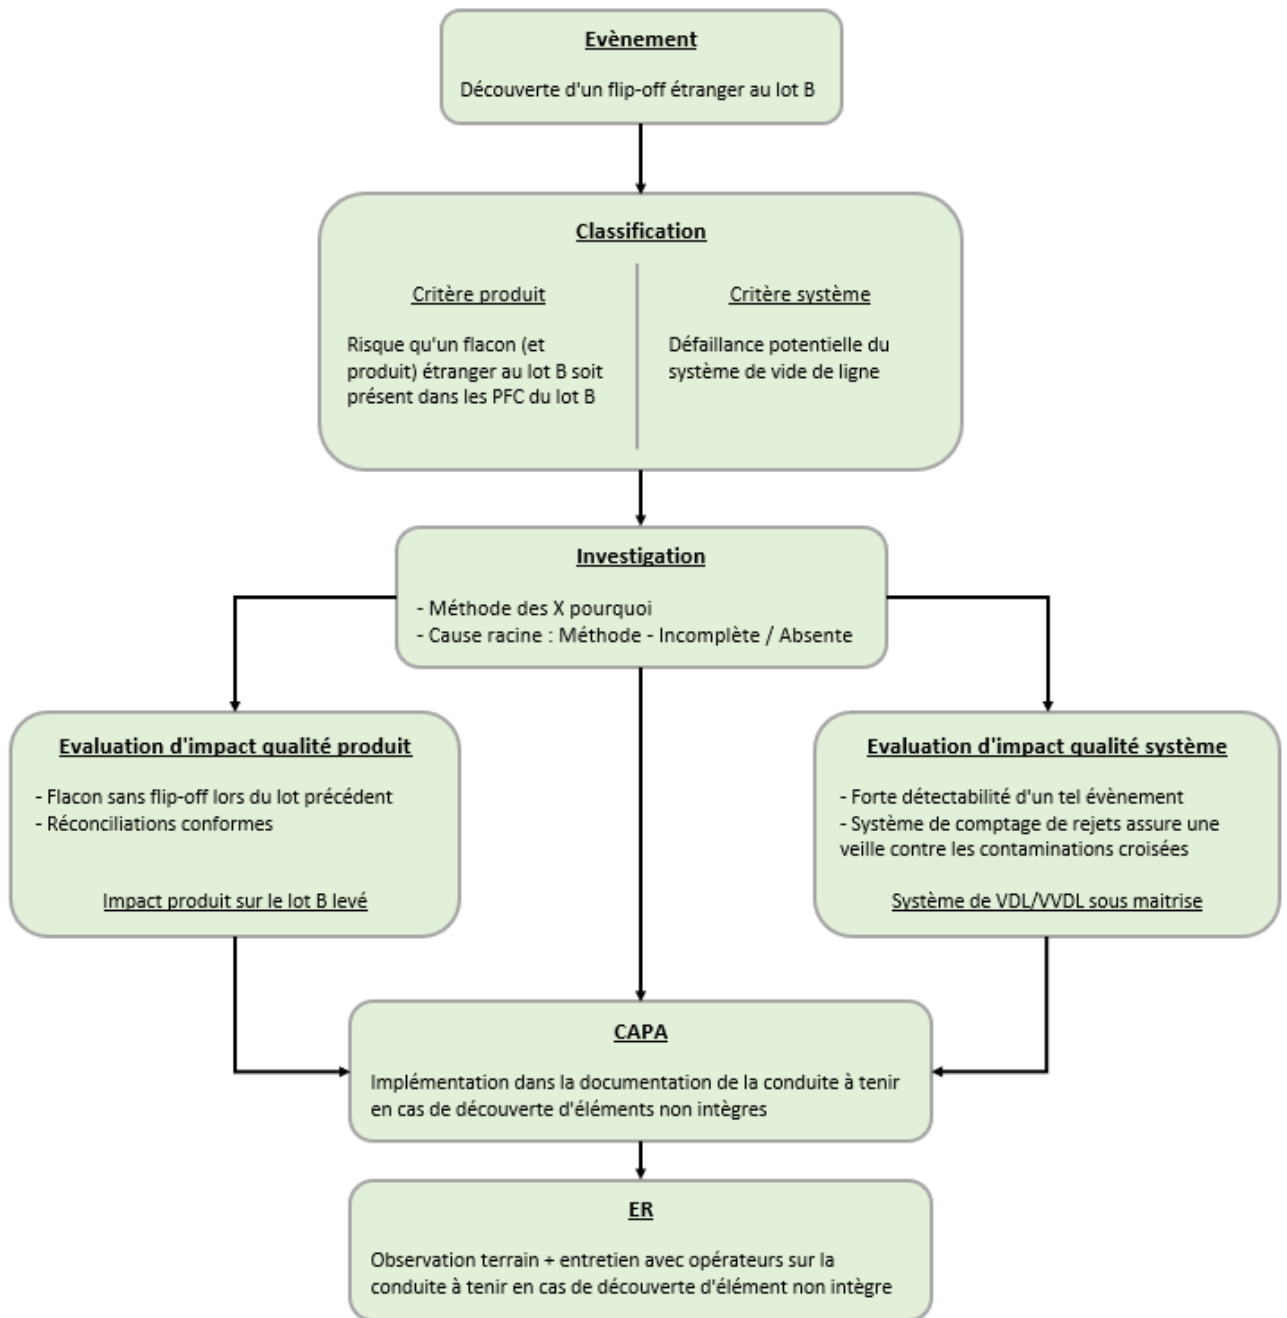 Evènement
Découverte d'un flip-off étranger au lot B
Classification
Critère produit
Risque qu'un flacon (et
produit) étranger au lot B soit
présent dans les PFC du lot B
Critère système
Défaillance potentielle du
système de vide de ligne
Investigation
- Méthode des X pourquoi
- Cause racine : Méthode - Incomplète / Absente
Evaluation d'impact qualité produit
- Flacon sans flip-off lors du lot précédent
- Réconciliations conformes
Impact produit sur le lot B levé
Evaluation d'impact qualité système
- Forte détectabilité d'un tel évènement
- Système de comptage de rejets assure une
veille contre les contaminations croisées
Système de VDL/VVDL sous maitrise
CAPA
Implémentation dans la documentation de la conduite à tenir
en cas de découverte d'éléments non intègres
ER
Observation terrain + entretien avec opérateurs sur la
conduite à tenir en cas de découverte d'élément non intègre